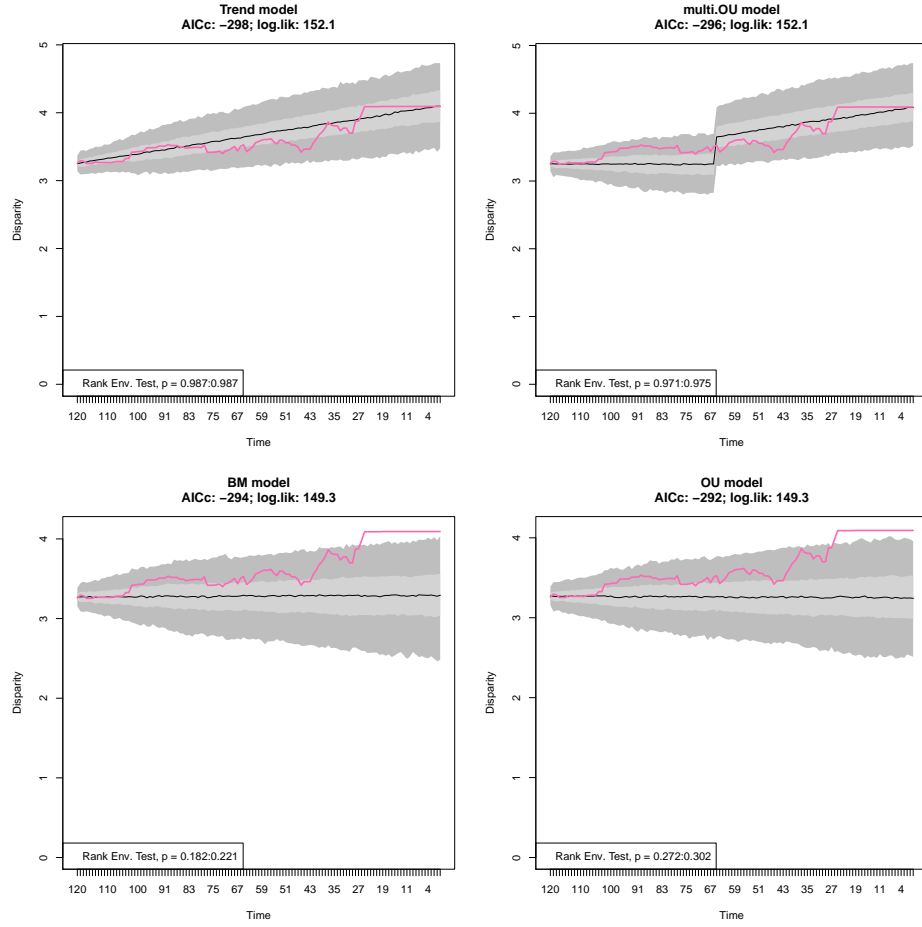 Trend model
AICc: −298; log.lik: 152.1
5
4
3
2
1
0
Disparity
Rank Env. Test, p = 0.987:0.987
120 110 100 91 83 75 67 59 51 43 35 27 19 11 4
Time
multi.OU model
AICc: −296; log.lik: 152.1
5
4
3
2
1
0
Disparity
Rank Env. Test, p = 0.971:0.975
120 110 100 91 83 75 67 59 51 43 35 27 19 11 4
Time
BM model
AICc: −294; log.lik: 149.3
4
3
2
1
0
Disparity
Rank Env. Test, p = 0.182:0.221
120 110 100 91 83 75 67 59 51 43 35 27 19 11 4
Time
OU model
AICc: −292; log.lik: 149.3
4
3
2
1
0
Disparity
Rank Env. Test, p = 0.272:0.302
120 110 100 91 83 75 67 59 51 43 35 27 19 11 4
Time